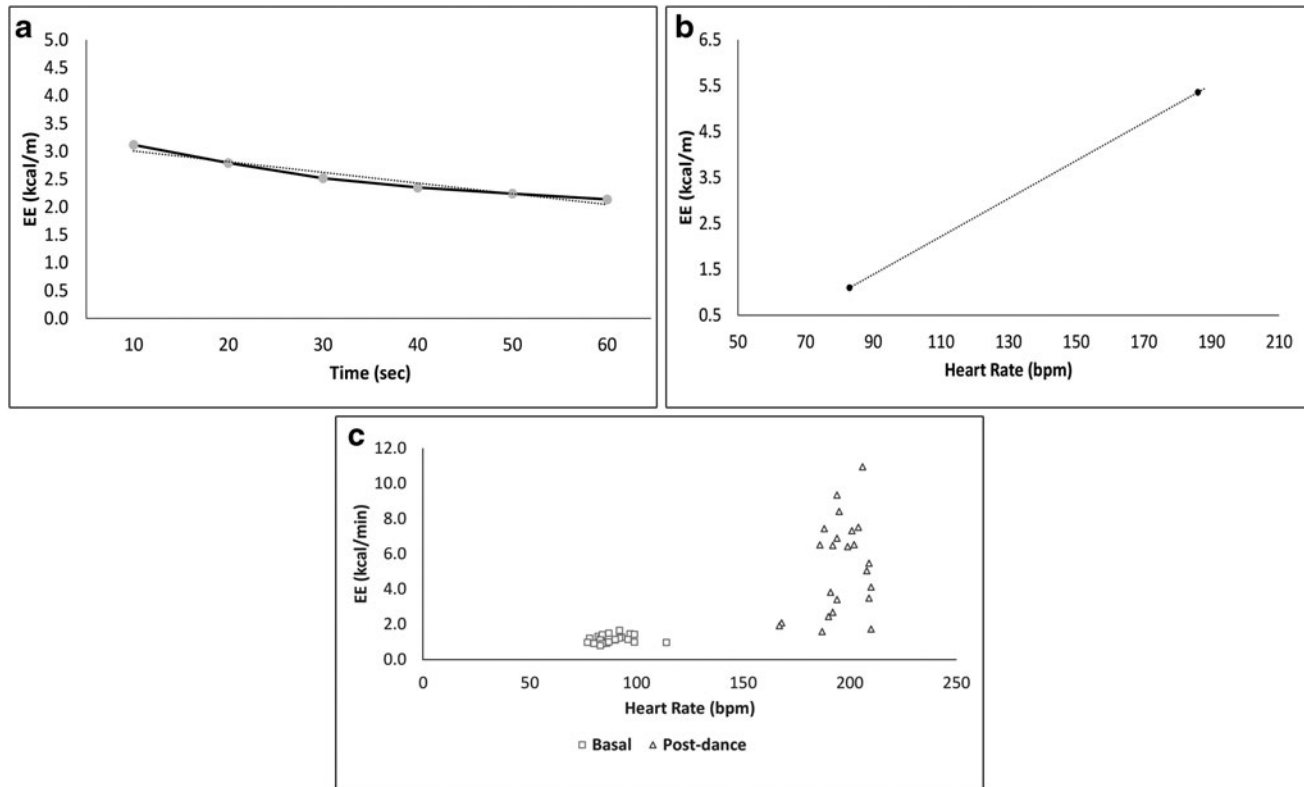 a
5.0
4.5
4.0
3.5
3.0
2.5
2.0
1.5
1.0
0.5
0.0
EE (kcal/m)
10 20 30 40 50 60
Time (sec)
b
6.5
5.5
4.5
3.5
2.5
1.5
0.5
EE (kcal/m)
50 70 90 110 130 150 170 190 210
Heart Rate (bpm)
c
12.0
10.0
8.0
6.0
4.0
2.0
0.0
EE (kcal/min)
0 50 100 150 200 250
Heart Rate (bpm)
Basal Post-dance